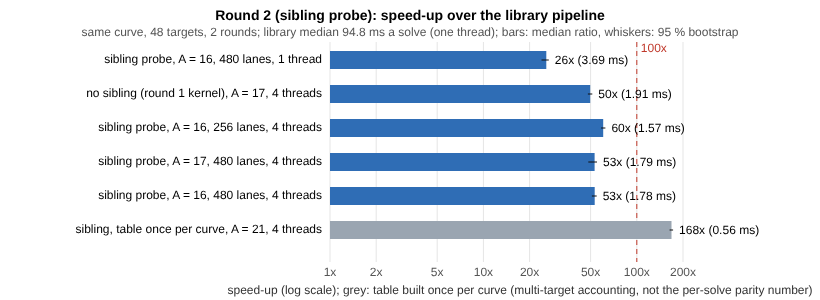 Round 2 (sibling probe): speed-up over the library pipeline
same curve, 48 targets, 2 rounds; library median 94.8 ms a solve (one thread); bars: median ratio, whiskers: 95 % bootstrap
100x
sibling probe, A = 16, 480 lanes, 1 thread 26x (3.69 ms)
no sibling (round 1 kernel), A = 17, 4 threads 50x (1.91 ms)
sibling probe, A = 16, 256 lanes, 4 threads 60x (1.57 ms)
sibling probe, A = 17, 480 lanes, 4 threads 53x (1.79 ms)
sibling probe, A = 16, 480 lanes, 4 threads 53x (1.78 ms)
sibling, table once per curve, A = 21, 4 threads 168x (0.56 ms)
1x 2x 5x 10x 20x 50x 100x 200x
speed-up (log scale); grey: table built once per curve (multi-target accounting, not the per-solve parity number)